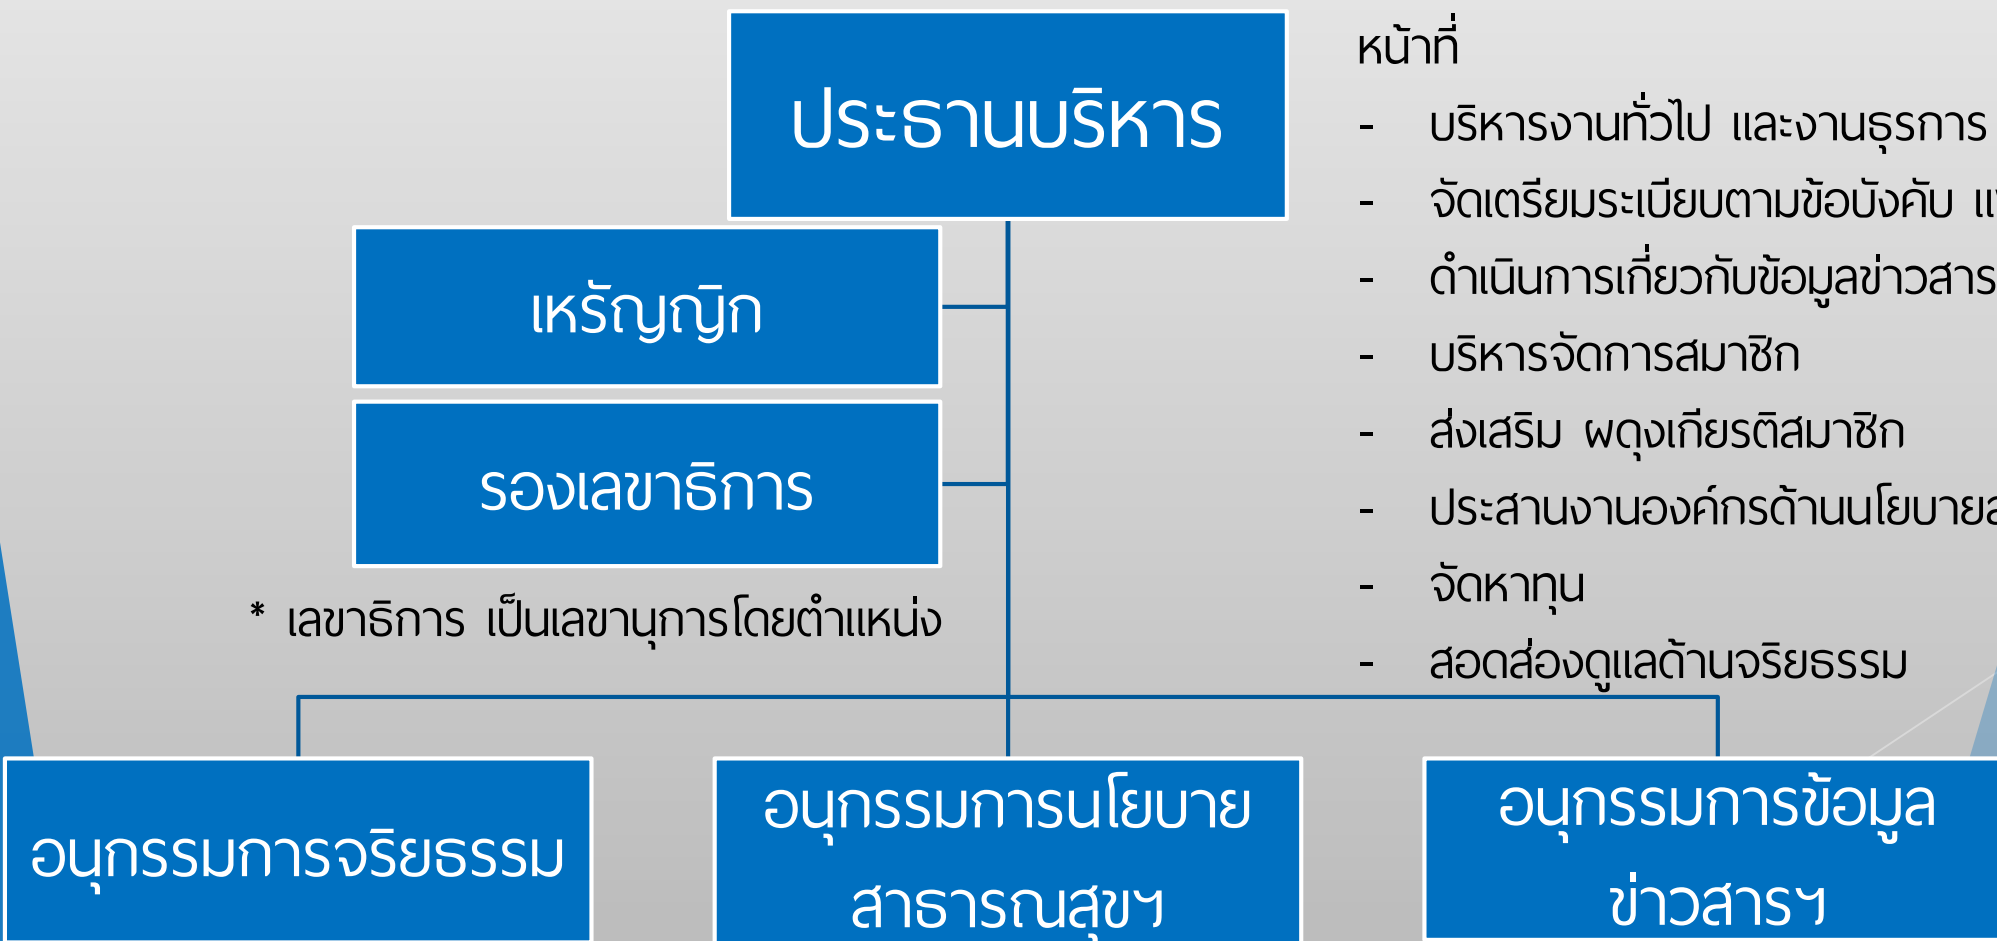 ประธานบริหาร
เหรัญญิก
รองเลขาธิการ
* เลขาธิการ เป็นเลขานุการโดยตำแหน่ง
หน้าที่
- บริหารงานทั่วไป และงานธุรการ
- จัดเตรียมระเบียบตามข้อบังคับ
- ดำเนินการเกี่ยวกับข้อมูลข่าวสาร
- บริหารจัดการสมาชิก
- ส่งเสริม ผดุงเกียรติสมาชิก
- ประสานงานองค์กรด้านนโยบาย
- จัดหาทุน
- สอดส่องดูแลด้านจริยธรรม
อนุกรรมการจริยธรรม
อนุกรรมการนโยบาย
สาธารณสุขฯ
อนุกรรมการข้อมูล
ข่าวสารฯ